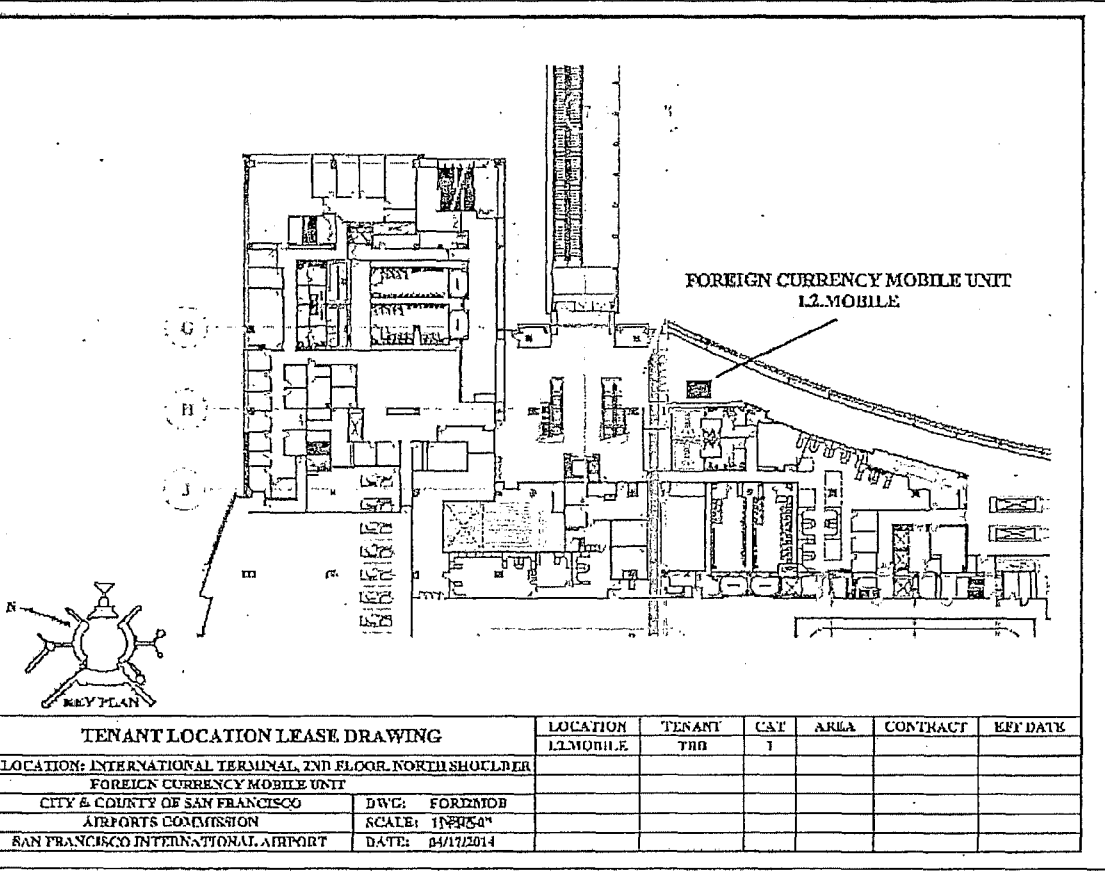 FOREIGN CURRENCY MOBILE UNIT
I.2.MOBILE
G
H
J
N
KEY PLAN
TENANT LOCATION LEASE DRAWING
LOCATION TENANT CAT AREA CONTRACT EFF DATE
I.2.MOBILE TBD 1
LOCATION: INTERNATIONAL TERMINAL, 2ND FLOOR NORTH SHOULDER
FOREIGN CURRENCY MOBILE UNIT
CITY & COUNTY OF SAN FRANCISCO DWG: FORI2MOB
AIRPORTS COMMISSION SCALE:
SAN FRANCISCO INTERNATIONAL AIRPORT DATE: 04/17/2014